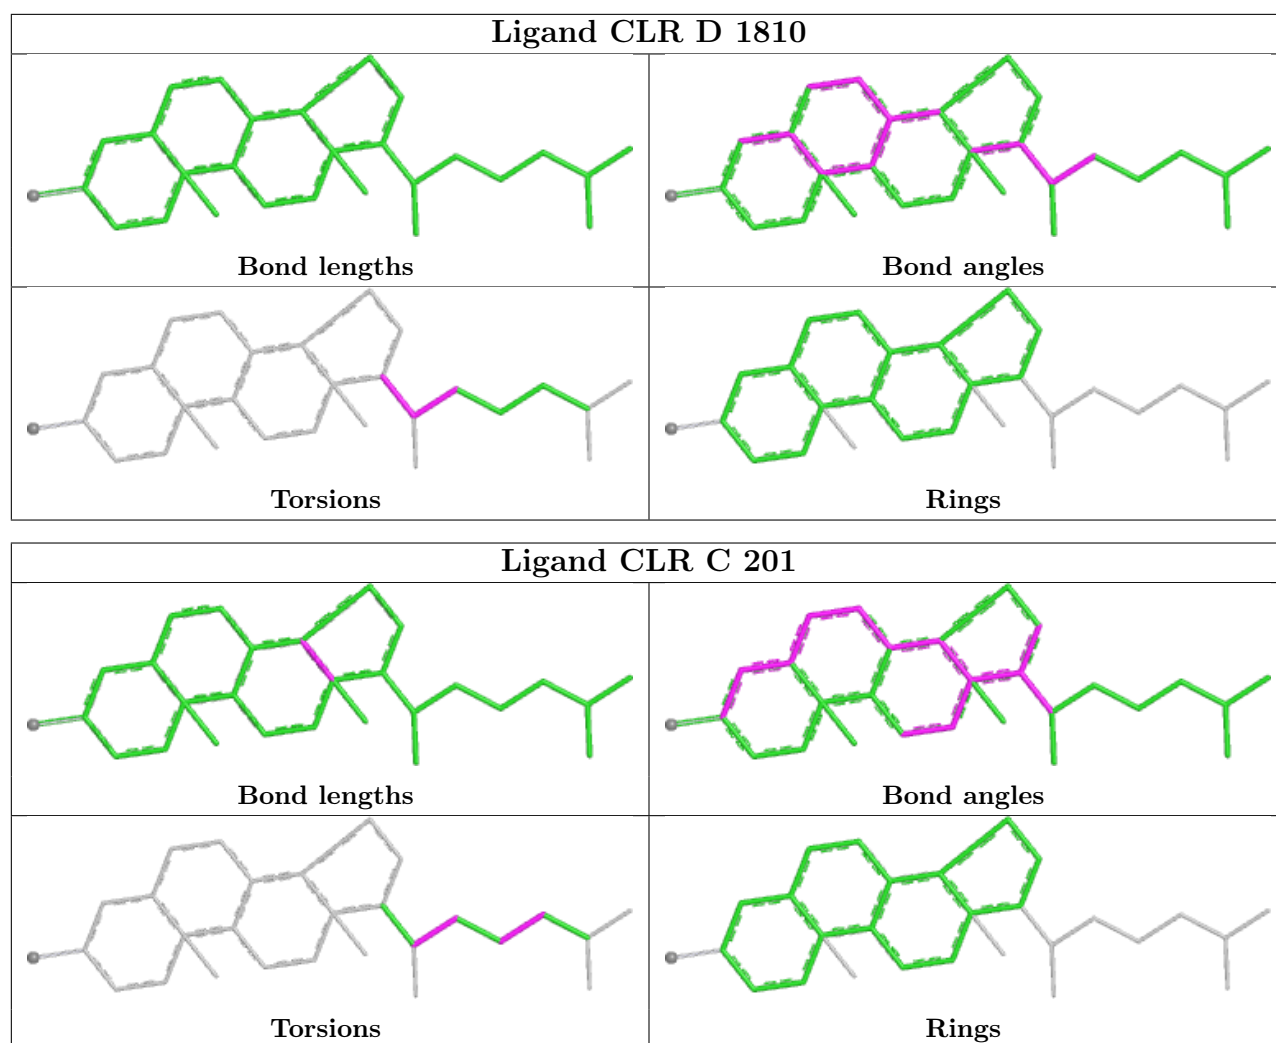 Ligand CLR D 1810
Bond lengths
Bond angles
Torsions
Rings
Ligand CLR C 201
Bond lengths
Bond angles
Torsions
Rings